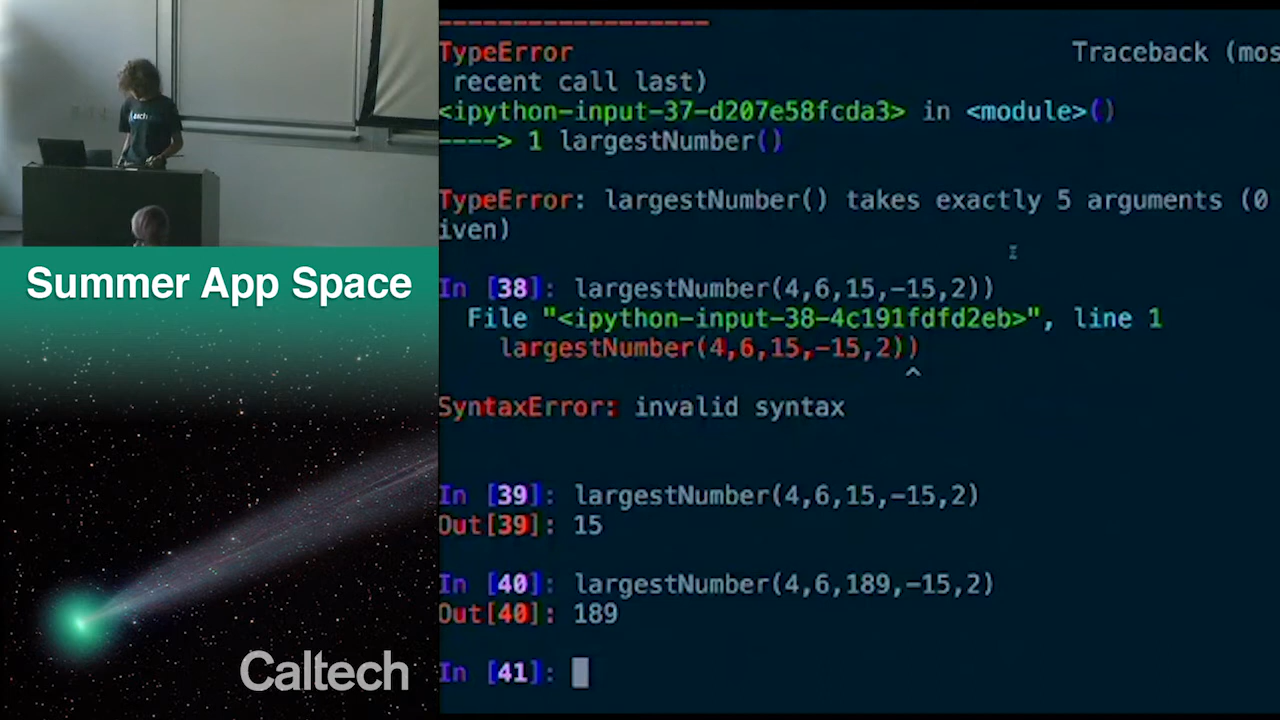 Summer App Space
Caltech
TypeError Traceback (mos
recent call last)
<ipython-input-37-d207e58fcda3> in <module>()
----> 1 largestNumber()
TypeError: largestNumber() takes exactly 5 arguments (0
iven)
In [38]: largestNumber(4,6,15,-15,2))
File "<ipython-input-38-4c191fdfd2eb>", line 1
largestNumber(4,6,15,-15,2))
^
SyntaxError: invalid syntax
In [39]: largestNumber(4,6,15,-15,2)
Out[39]: 15
In [40]: largestNumber(4,6,189,-15,2)
Out[40]: 189
In [41]: